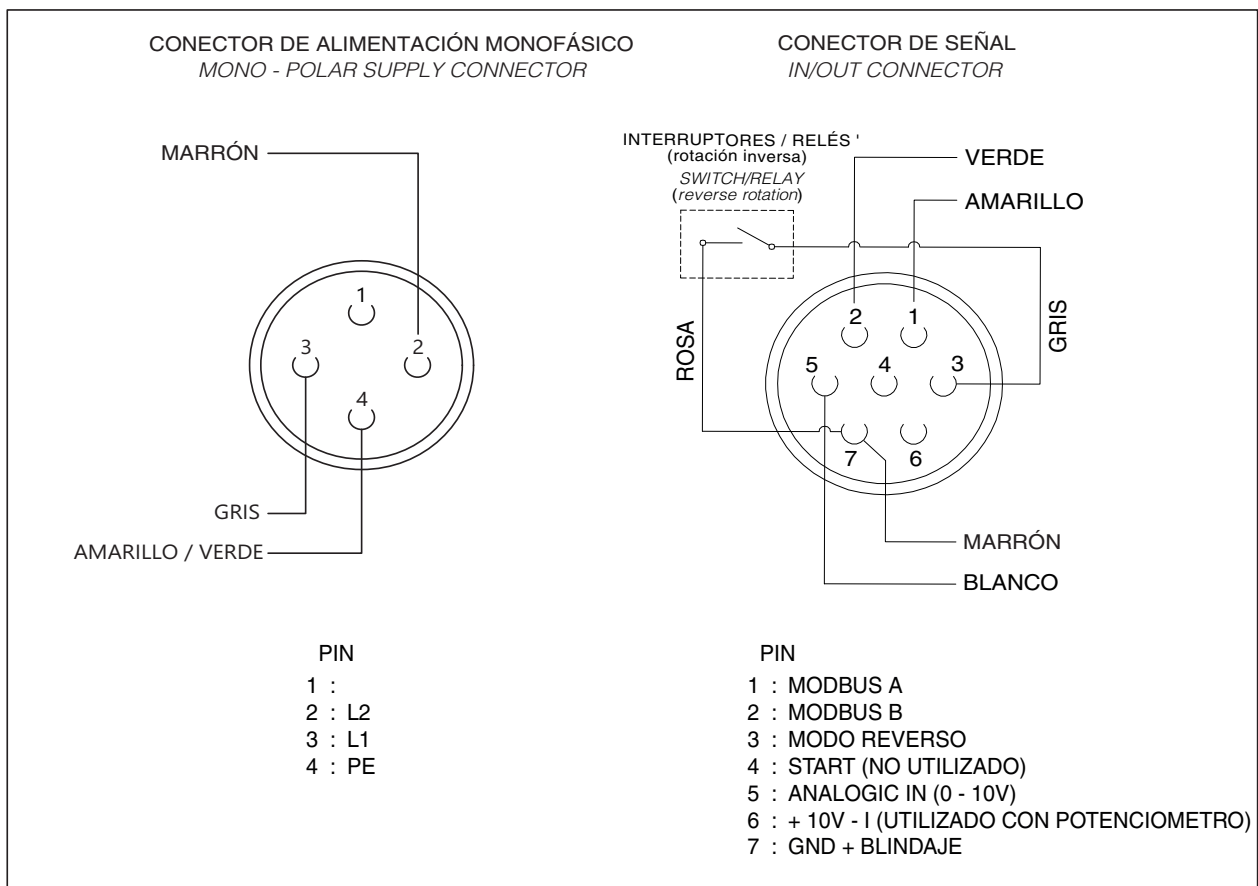 CONECTOR DE ALIMENTACIÓN MONOFÁSICO
MONO - POLAR SUPPLY CONNECTOR
MARRÓN
1
3
2
4
GRIS
AMARILLO / VERDE
PIN
1 :
2 : L2
3 : L1
4 : PE
CONECTOR DE SEÑAL
IN/OUT CONNECTOR
INTERRUPTORES / RELÉS '
(rotación inversa)
SWITCH/RELAY
(reverse rotation)
VERDE
AMARILLO
ROSA
GRIS
2
1
5
4
3
7
6
MARRÓN
BLANCO
PIN
1 : MODBUS A
2 : MODBUS B
3 : MODO REVERSO
4 : START (NO UTILIZADO)
5 : ANALOGIC IN (0 - 10V)
6 : + 10V - I (UTILIZADO CON POTENCIOMETRO)
7 : GND + BLINDAJE